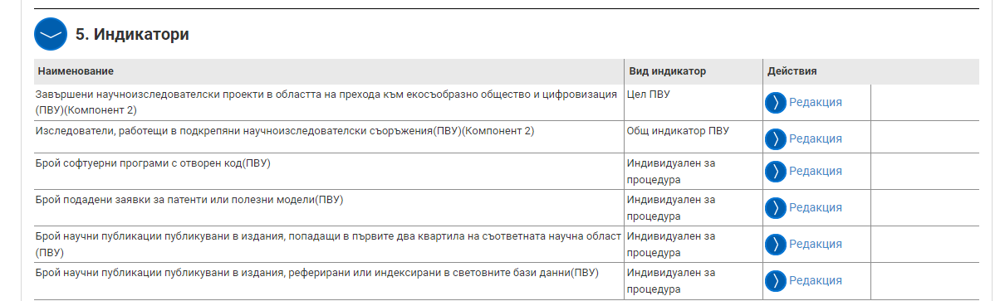 5. Индикатори
Наименование Вид индикатор Действия
Завършени научноизследователски проекти в областта на прехода към екосъобразно общество и цифровизация Цел ПВУ Редакция
(ПВУ)(Компонент 2)
Изследователи, работещи в подкрепяни научноизследователски съоръжения(ПВУ)(Компонент 2) Общ индикатор ПВУ Редакция
Брой софтуерни програми с отворен код(ПВУ) Индивидуален за Редакция
процедура
Брой подадени заявки за патенти или полезни модели(ПВУ) Индивидуален за Редакция
процедура
Брой научни публикации публикувани в издания, попадащи в първите два квартила на съответната научна област Индивидуален за Редакция
(ПВУ) процедура
Брой научни публикации публикувани в издания, реферирани или индексирани в световните бази данни(ПВУ) Индивидуален за Редакция
процедура